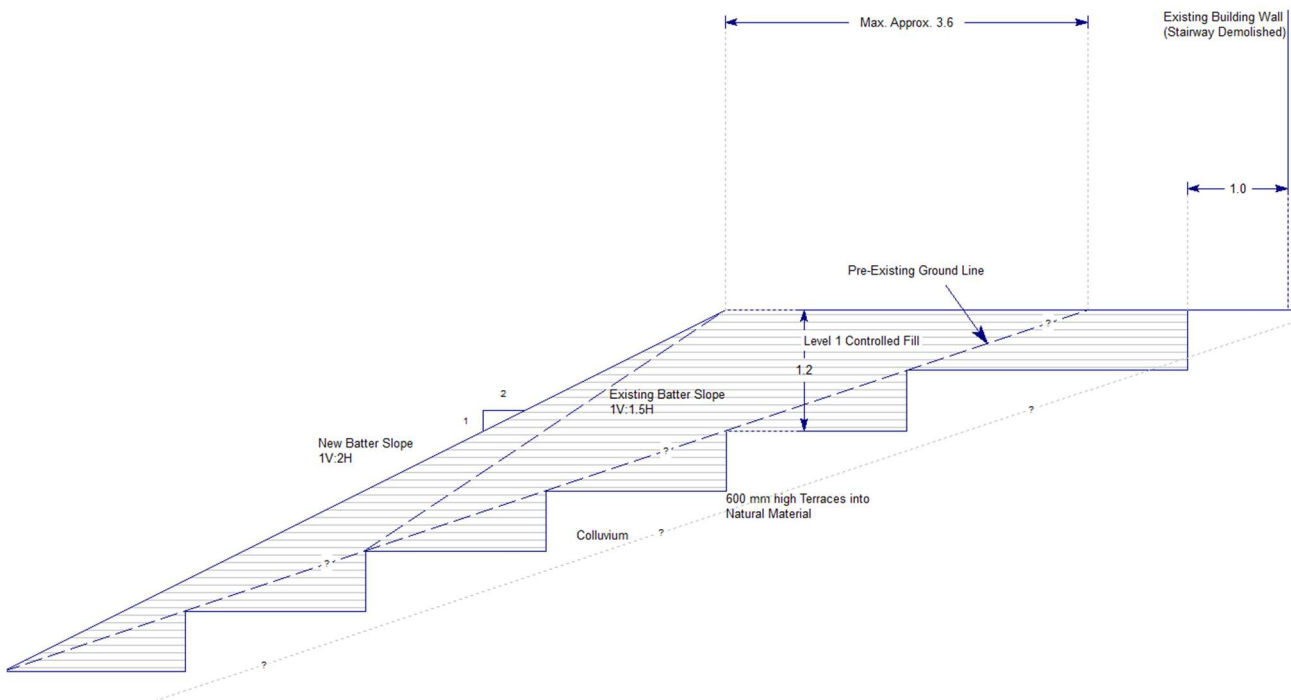 Max. Approx. 3.6
Existing Building Wall
(Stairway Demolished)
1.0
Pre-Existing Ground Line
?
Level 1 Controlled Fill
1.2
2
1
Existing Batter Slope
1V:1.5H
?
New Batter Slope
1V:2H
?
600 mm high Terraces into
Natural Material
?
Colluvium
?
?